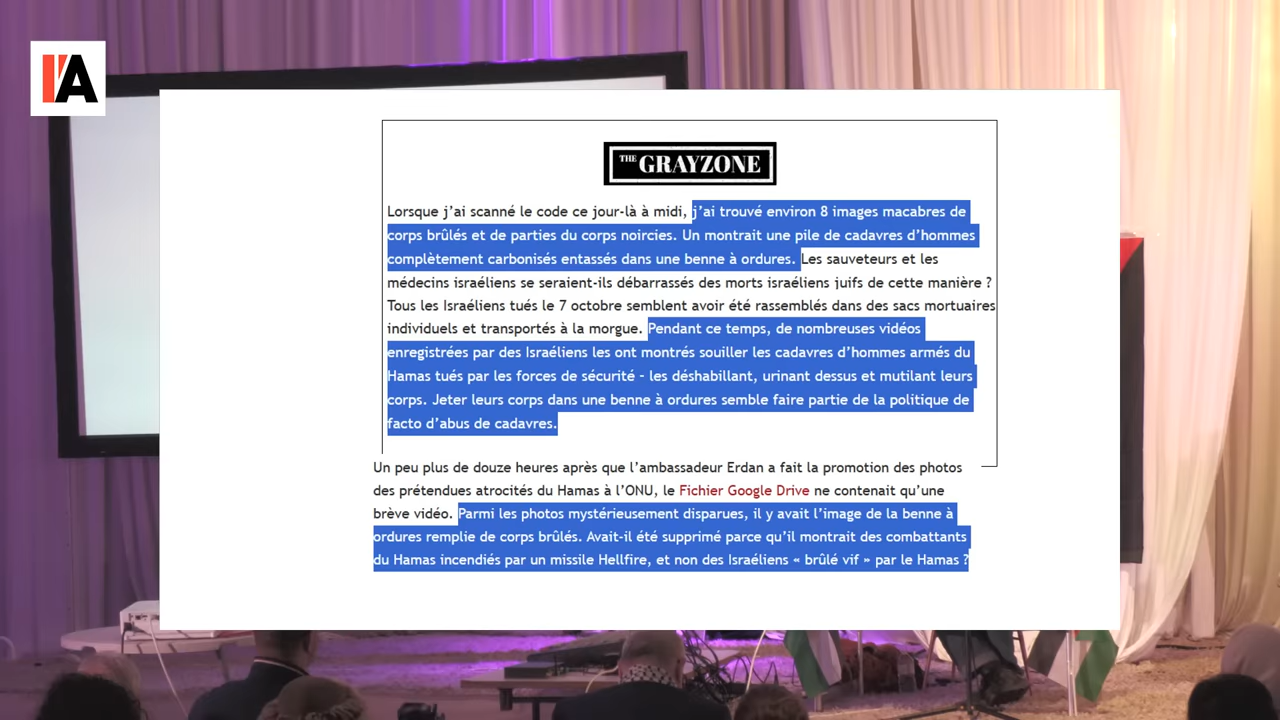 I'A
THE GRAYZONE
Lorsque j'ai scanné le code ce jour-là à midi, j'ai trouvé environ 8 images macabres de
corps brûlés et de parties du corps noircies. Un montrait une pile de cadavres d'hommes
complètement carbonisés entassés dans une benne à ordures. Les sauveteurs et les
médecins israéliens se seraient-ils débarrassés des morts israéliens juifs de cette manière ?
Tous les Israéliens tués le 7 octobre semblent avoir été rassemblés dans des sacs mortuaires
individuels et transportés à la morgue. Pendant ce temps, de nombreuses vidéos
enregistrées par des Israéliens les ont montrés souiller les cadavres d'hommes armés du
Hamas tués par les forces de sécurité – les déshabillant, urinant dessus et mutilant leurs
corps. Jeter leurs corps dans une benne à ordures semble faire partie de la politique de
facto d'abus de cadavres.
Un peu plus de douze heures après que l'ambassadeur Erdan a fait la promotion des photos
des prétendues atrocités du Hamas à l'ONU, le Fichier Google Drive ne contenait qu'une
brève vidéo. Parmi les photos mystérieusement disparues, il y avait l'image de la benne à
ordures remplie de corps brûlés. Avait-il été supprimé parce qu'il montrait des combattants
du Hamas incendiés par un missile Hellfire, et non des Israéliens « brûlé vif » par le Hamas ?